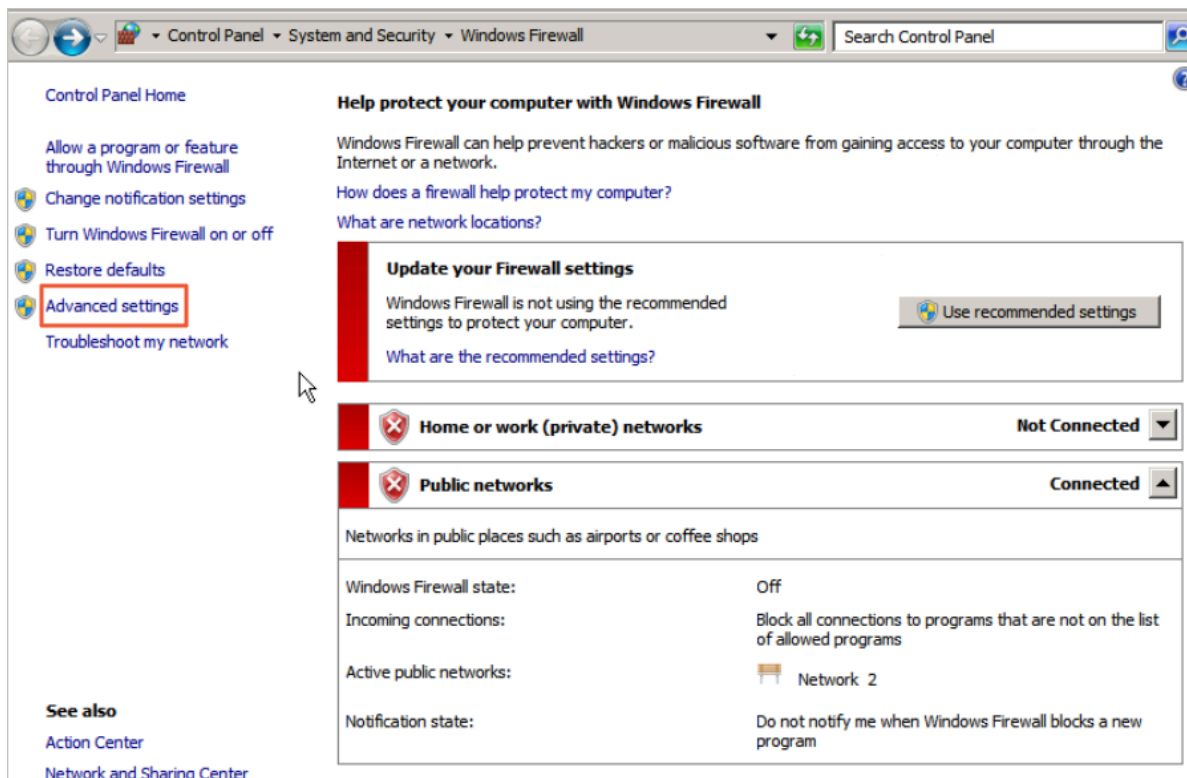 Control Panel System and Security Windows Firewall Search Control Panel
Control Panel Home
Allow a program or feature
through Windows Firewall
Change notification settings
Turn Windows Firewall on or off
Restore defaults
Advanced settings
Troubleshoot my network
See also
Action Center
Network and Sharing Center
Help protect your computer with Windows Firewall
Windows Firewall can help prevent hackers or malicious software from gaining access to your computer through the
Internet or a network.
How does a firewall help protect my computer?
What are network locations?
Update your Firewall settings
Windows Firewall is not using the recommended
settings to protect your computer.
Use recommended settings
What are the recommended settings?
Home or work (private) networks Not Connected
Public networks Connected
Networks in public places such as airports or coffee shops
Windows Firewall state: Off
Incoming connections: Block all connections to programs that are not on the list
of allowed programs
Active public networks: Network 2
Notification state: Do not notify me when Windows Firewall blocks a new
program